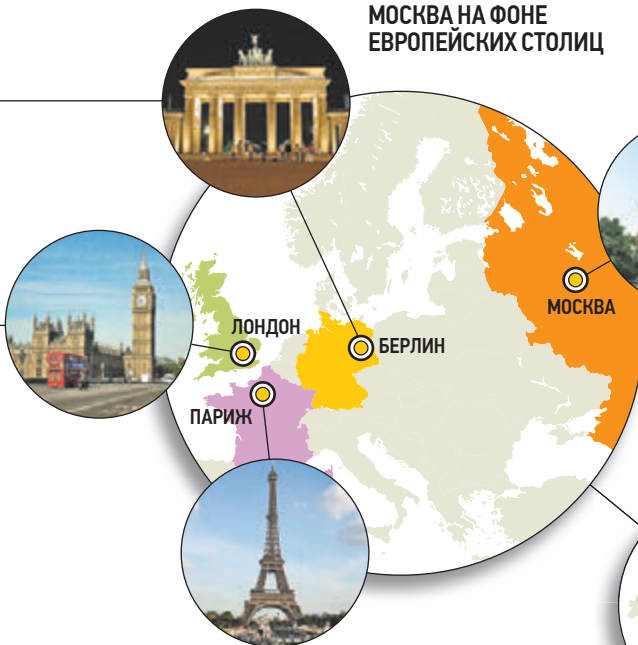 МОСКВА НА ФОНЕ
ЕВРОПЕЙСКИХ СТОЛИЦ
МОСКВА
ЛОНДОН
БЕРЛИН
ПАРИЖ